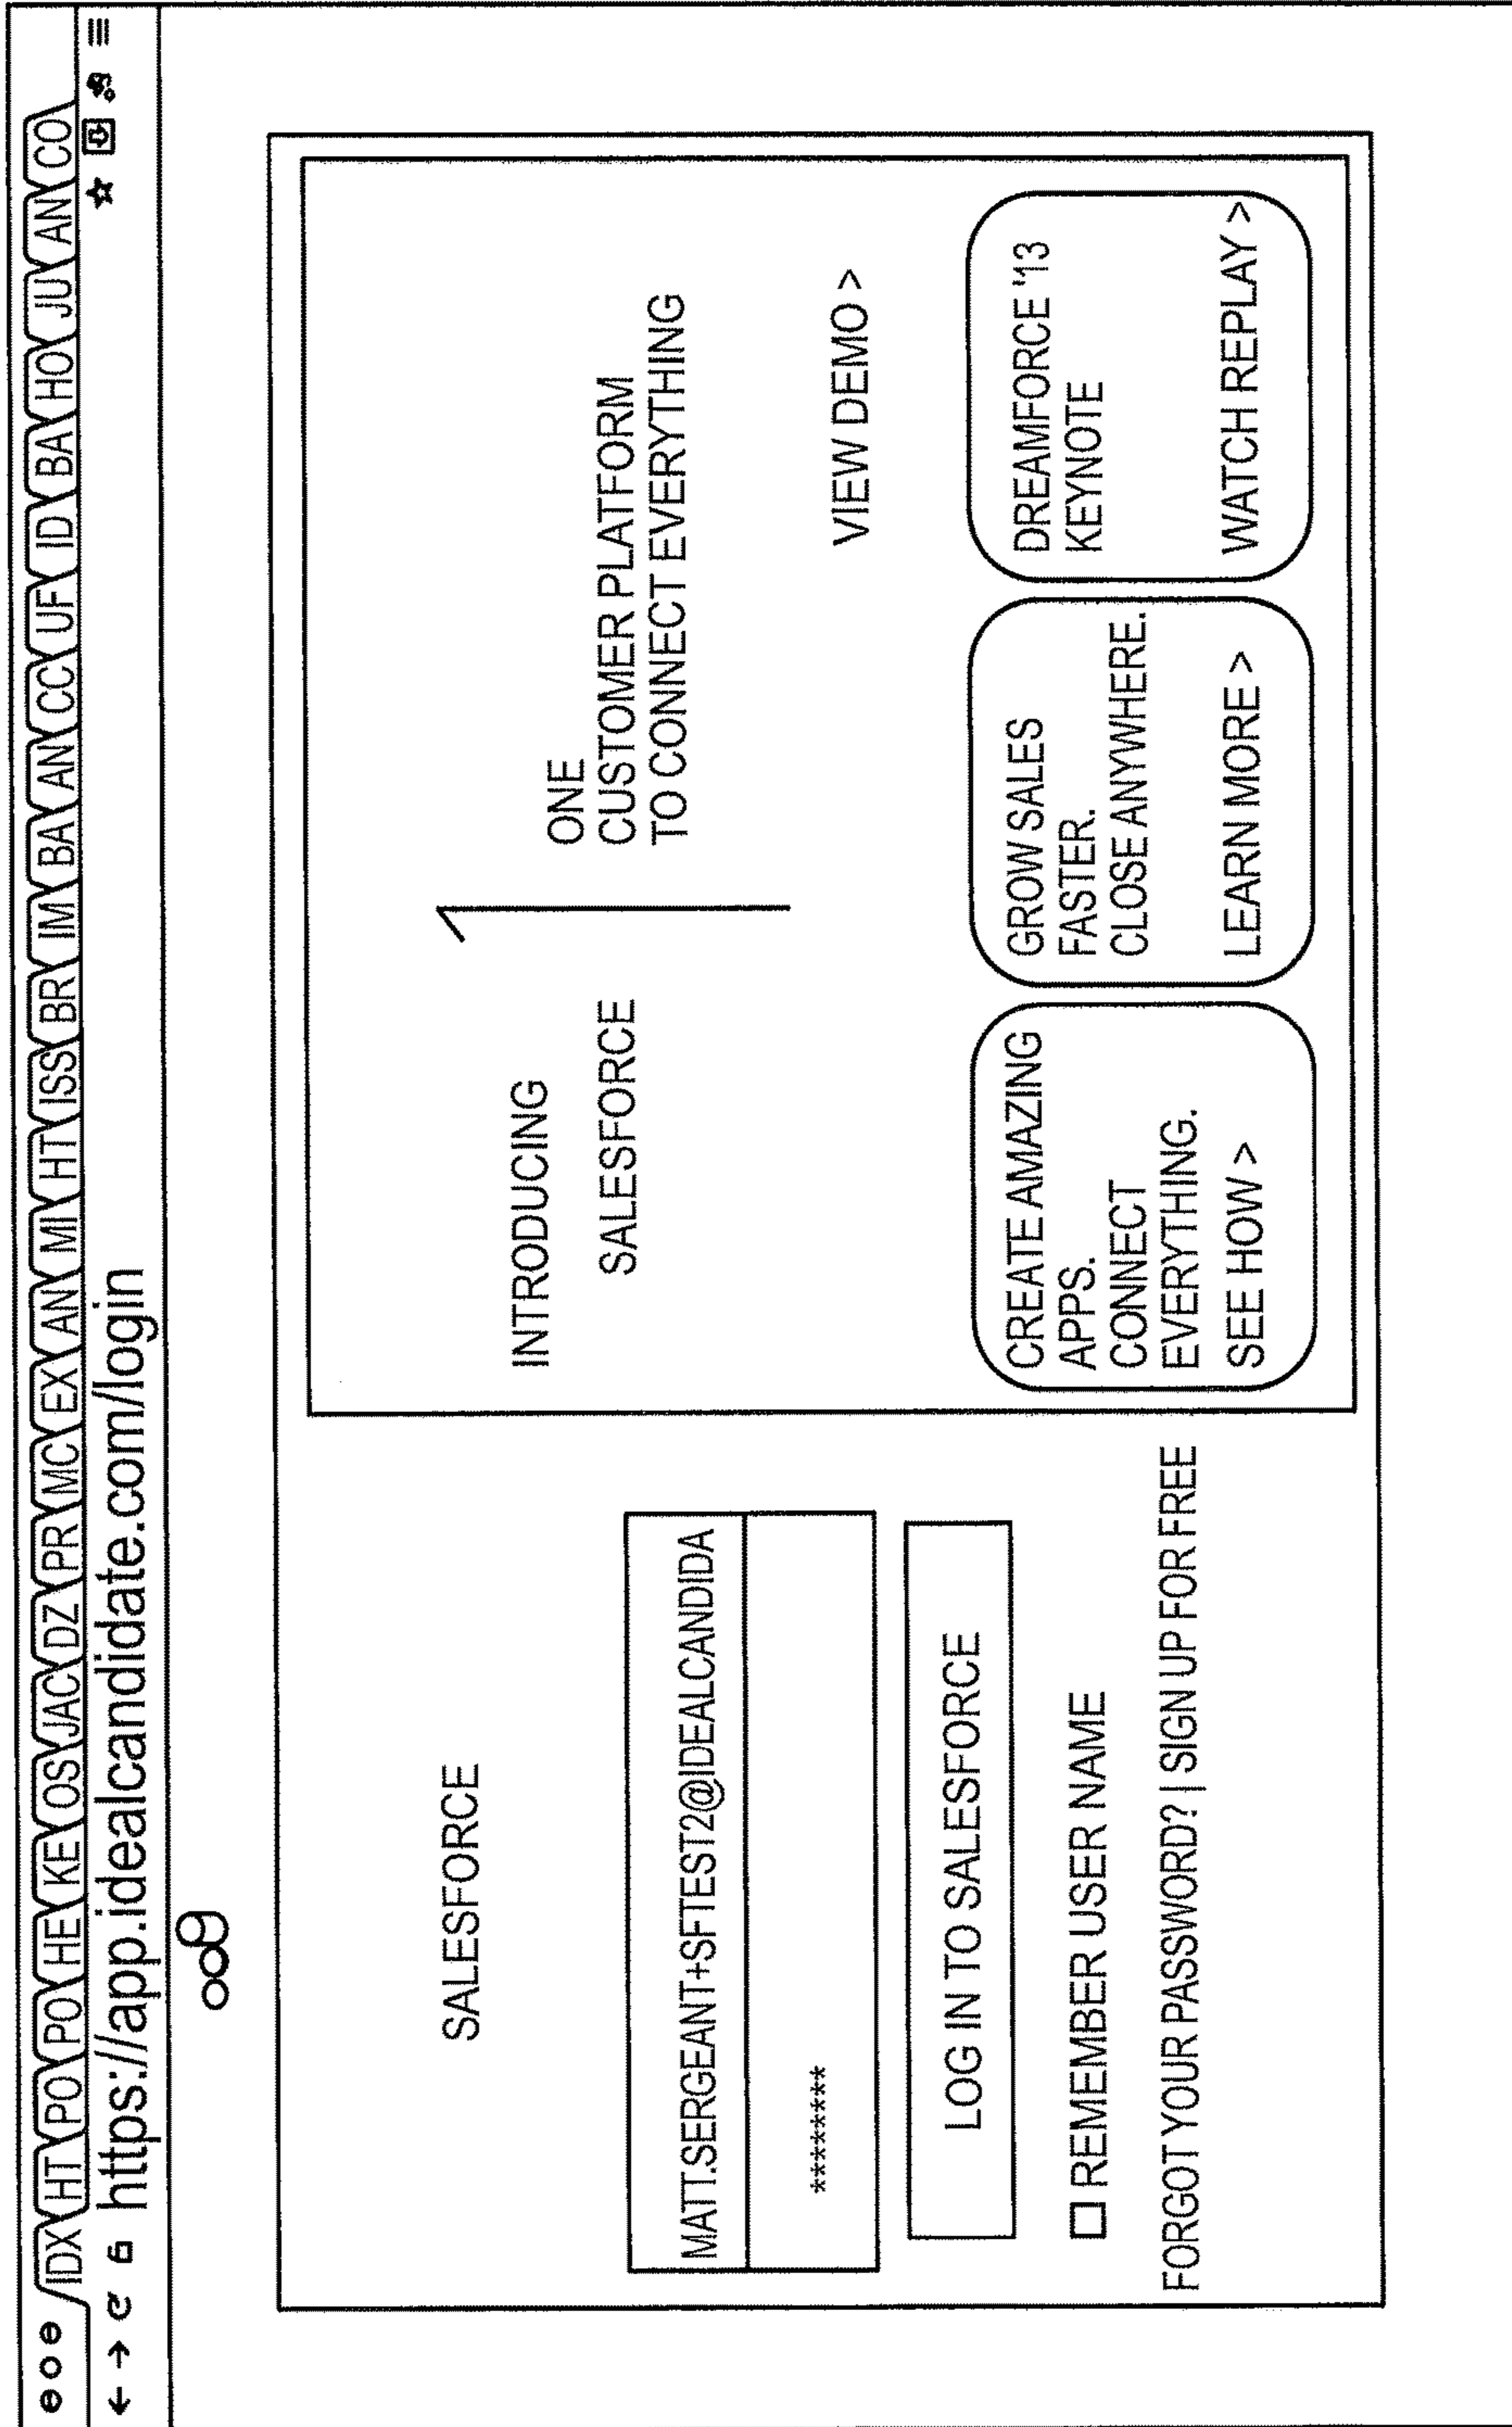 IDX HT PO PO HE KE OS JAC DZ PR MC EX AN MI HT ISS BR IM BA AN CC UF ID BA HO JU AN CO
https://app.idealcandidate.com/login
SALESFORCE
MATT.SERGEANT+SFTEST2@IDEALCANDIDA
********
LOG IN TO SALESFORCE
REMEMBER USER NAME
FORGOT YOUR PASSWORD? | SIGN UP FOR FREE
INTRODUCING
SALESFORCE
1
ONE
CUSTOMER PLATFORM
TO CONNECT EVERYTHING
VIEW DEMO >
CREATE AMAZING
APPS.
CONNECT
EVERYTHING.
SEE HOW >
GROW SALES
FASTER.
CLOSE ANYWHERE.
LEARN MORE >
DREAMFORCE '13
KEYNOTE
WATCH REPLAY >